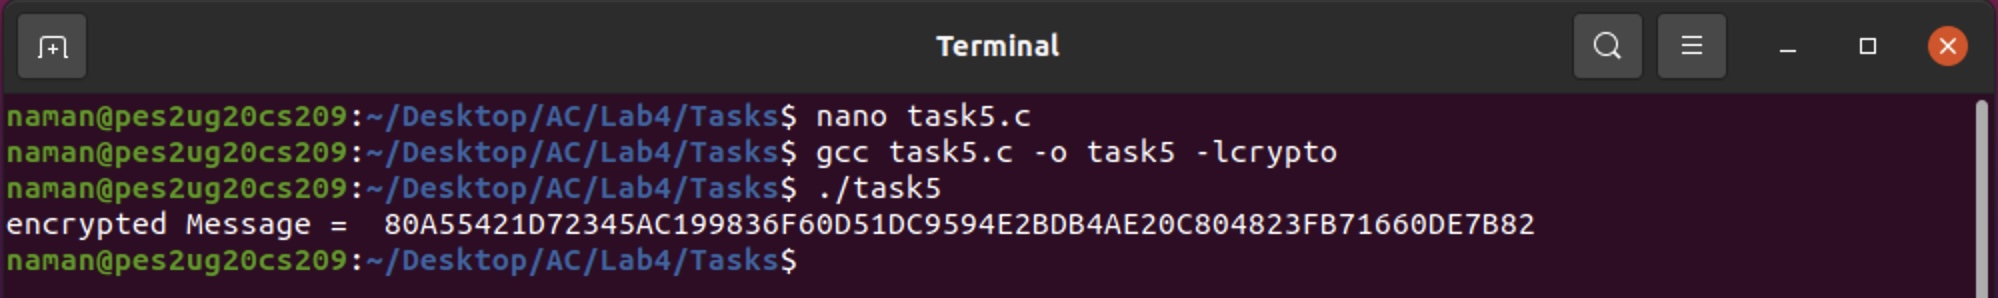 Terminal
naman@pes2ug20cs209:~/Desktop/AC/Lab4/Tasks$ nano task5.c
naman@pes2ug20cs209:~/Desktop/AC/Lab4/Tasks$ gcc task5.c -o task5 -lcrypto
naman@pes2ug20cs209:~/Desktop/AC/Lab4/Tasks$ ./task5
encrypted Message =  80A55421D72345AC199836F60D51DC9594E2BDB4AE20C804823FB71660DE7B82
naman@pes2ug20cs209:~/Desktop/AC/Lab4/Tasks$